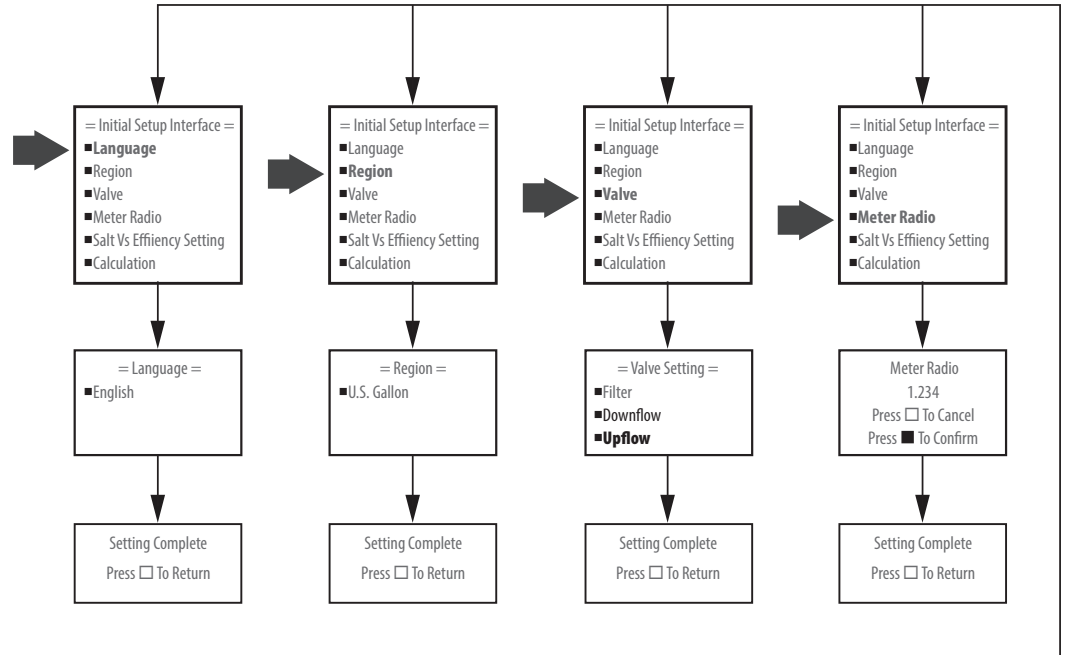 = Initial Setup Interface =
■Language
■Region
■Valve
■Meter Radio
■Salt Vs Effiiency Setting
■Calculation
= Language =
■English
Setting Complete
Press □ To Return
= Initial Setup Interface =
■Language
■Region
■Valve
■Meter Radio
■Salt Vs Effiiency Setting
■Calculation
= Region =
■U.S. Gallon
Setting Complete
Press □ To Return
= Initial Setup Interface =
■Language
■Region
■Valve
■Meter Radio
■Salt Vs Effiiency Setting
■Calculation
= Valve Setting =
■Filter
■Downflow
■Upflow
Setting Complete
Press □ To Return
= Initial Setup Interface =
■Language
■Region
■Valve
■Meter Radio
■Salt Vs Effiiency Setting
■Calculation
Meter Radio
1.234
Press □ To Cancel
Press ■ To Confirm
Setting Complete
Press □ To Return